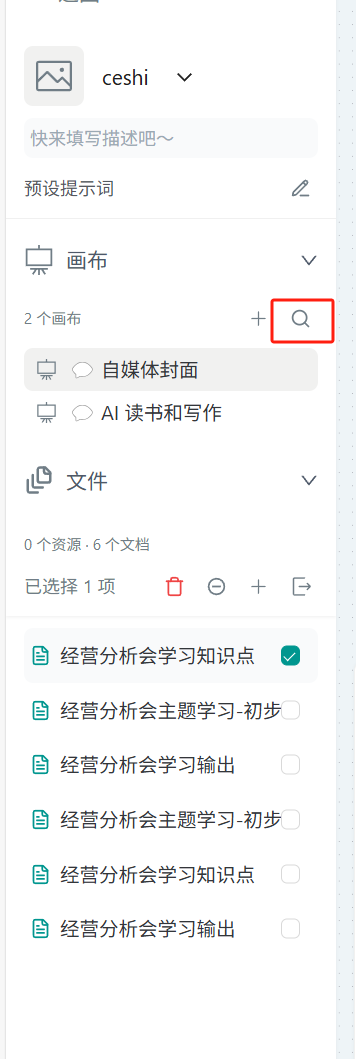 ceshi
快来填写描述吧～
预设提示词
画布
2 个画布
自媒体封面
AI 读书和写作
文件
0 个资源 · 6 个文档
已选择 1 项
经营分析会学习知识点
经营分析会主题学习-初步
经营分析会学习输出
经营分析会主题学习-初步
经营分析会学习知识点
经营分析会学习输出